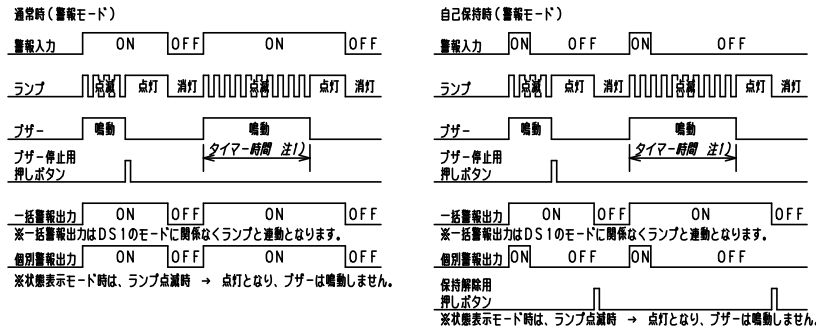 通常時(警報モード)
警報入力 ON OFF ON OFF
ランプ 点滅 点灯 消灯 点滅 点灯 消灯
ブザー 鳴動 鳴動
タイマー時間 注1)
ブザー停止用
押しボタン
一括警報出力 ON OFF ON OFF
※一括警報出力はDS1のモードに関係なくランプと連動となります。
個別警報出力 ON OFF ON OFF
※状態表示モード時は、ランプ点滅時 → 点灯となり、ブザーは鳴動しません。
自己保持時(警報モード)
警報入力 ON OFF ON OFF
ランプ 点滅 点灯 消灯 点滅 点灯 消灯
ブザー 鳴動 鳴動
タイマー時間 注1)
ブザー停止用
押しボタン
一括警報出力 ON OFF ON OFF
※一括警報出力はDS1のモードに関係なくランプと連動となります。
個別警報出力 ON OFF ON OFF
保持解除用
押しボタン
※状態表示モード時は、ランプ点滅時 → 点灯となり、ブザーは鳴動しません。